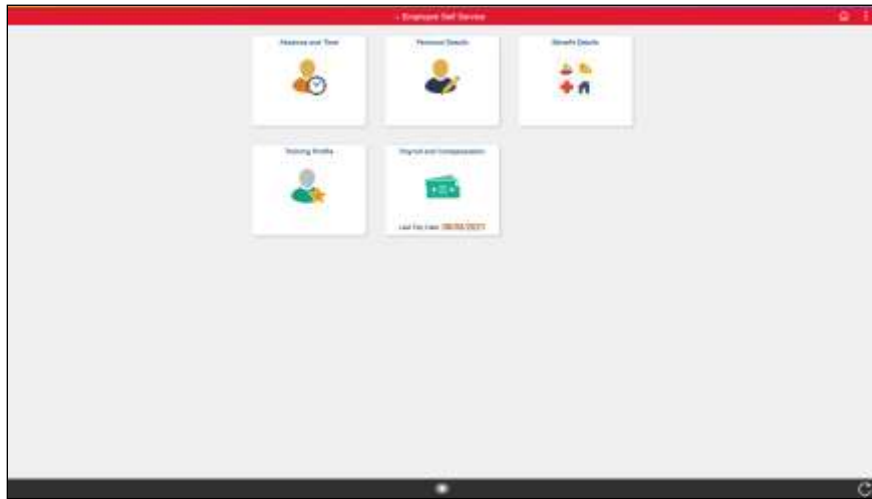 Employee Self Service
Absence and Time
Personal Details
Benefit Details
Training Profile
Payroll and Compensation
Last Pay Date